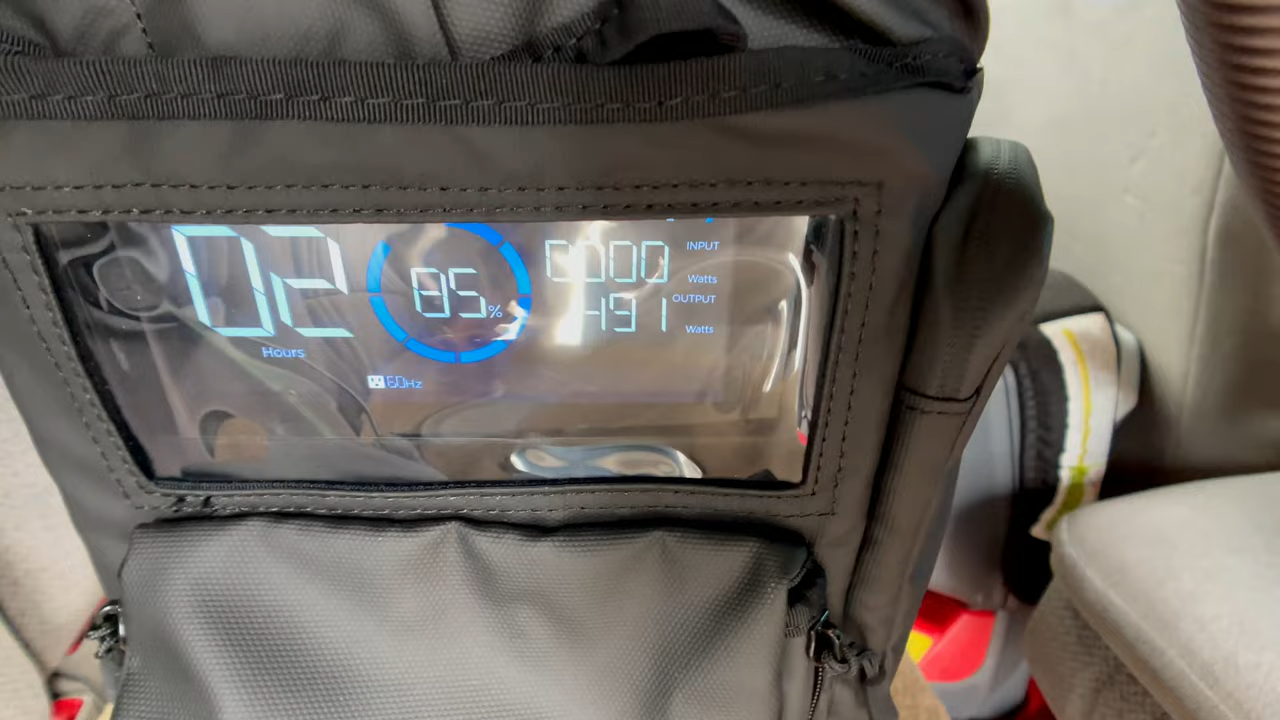 02
Hours
85%
60Hz
0000 INPUT
Watts
491 OUTPUT
Watts